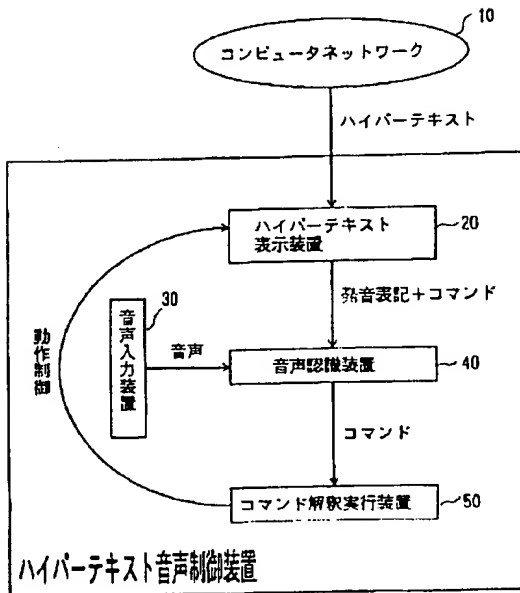 10
コンピュータネットワーク
ハイパーテキスト
ハイパーテキスト
表示装置
20
発音表記+コマンド
30
音声入力装置
音声
音声認識装置
40
動作制御
コマンド
コマンド解釈実行装置
50
ハイパーテキスト音声制御装置